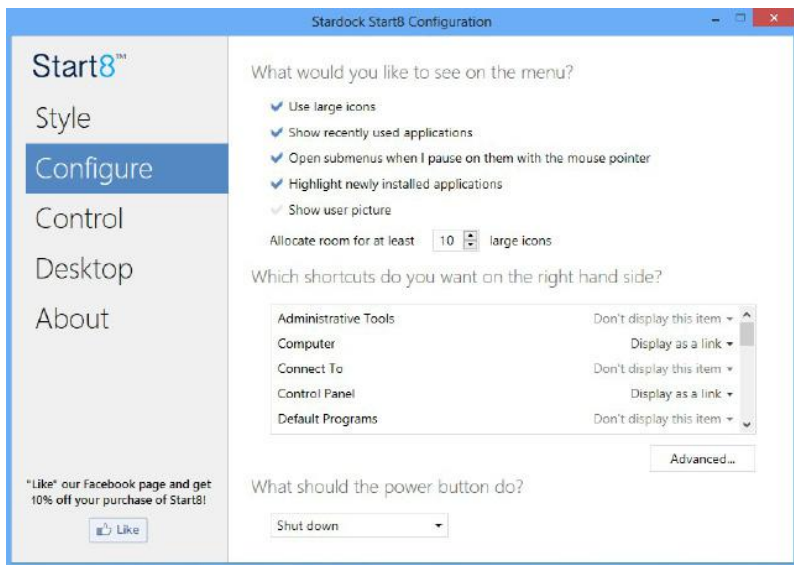 Stardock Start8 Configuration
Start8™
Style
Configure
Control
Desktop
About
"Like" our Facebook page and get
10% off your purchase of Start8!
Like
What would you like to see on the menu?
Use large icons
Show recently used applications
Open submenus when I pause on them with the mouse pointer
Highlight newly installed applications
Show user picture
Allocate room for at least 10 large icons
Which shortcuts do you want on the right hand side?
Administrative Tools Don't display this item
Computer Display as a link
Connect To Don't display this item
Control Panel Display as a link
Default Programs Don't display this item
Advanced...
What should the power button do?
Shut down